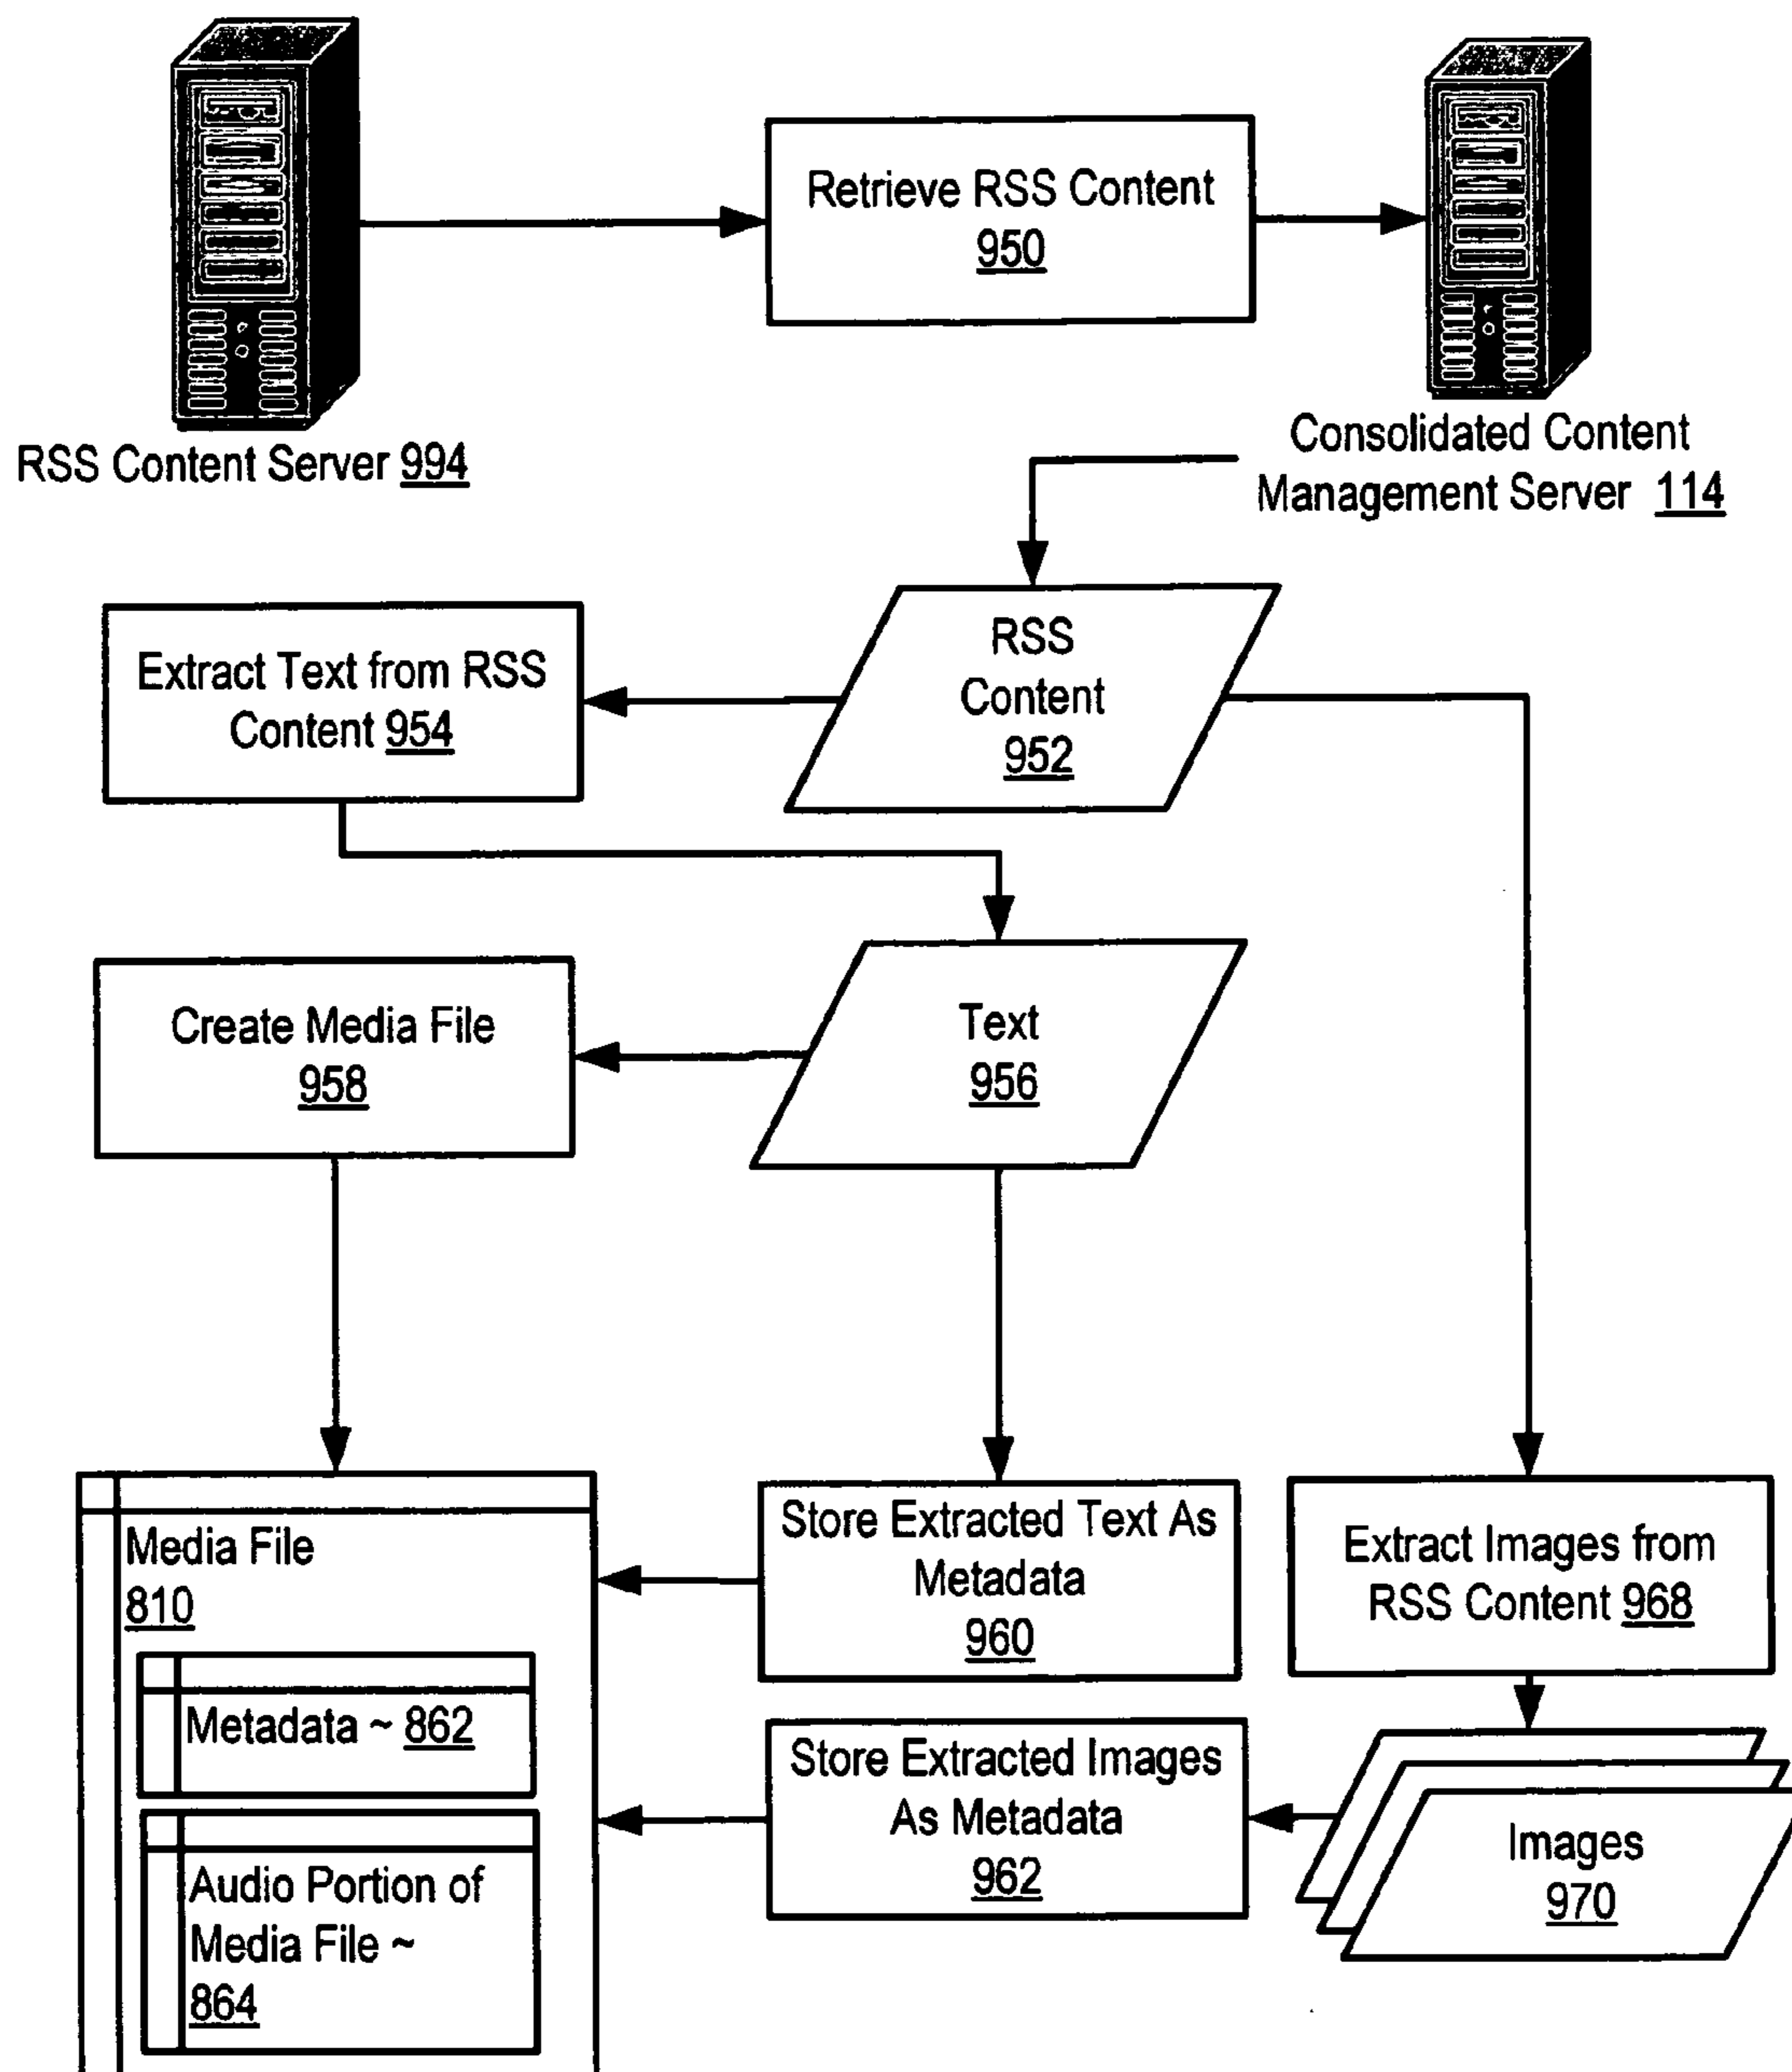 Retrieve RSS Content
950
RSS Content Server 994
Consolidated Content
Management Server 114
RSS
Content
952
Extract Text from RSS
Content 954
Text
956
Create Media File
958
Media File
810
Metadata ~ 862
Audio Portion of
Media File ~
864
Store Extracted Text As
Metadata
960
Extract Images from
RSS Content 968
Store Extracted Images
As Metadata
962
Images
970